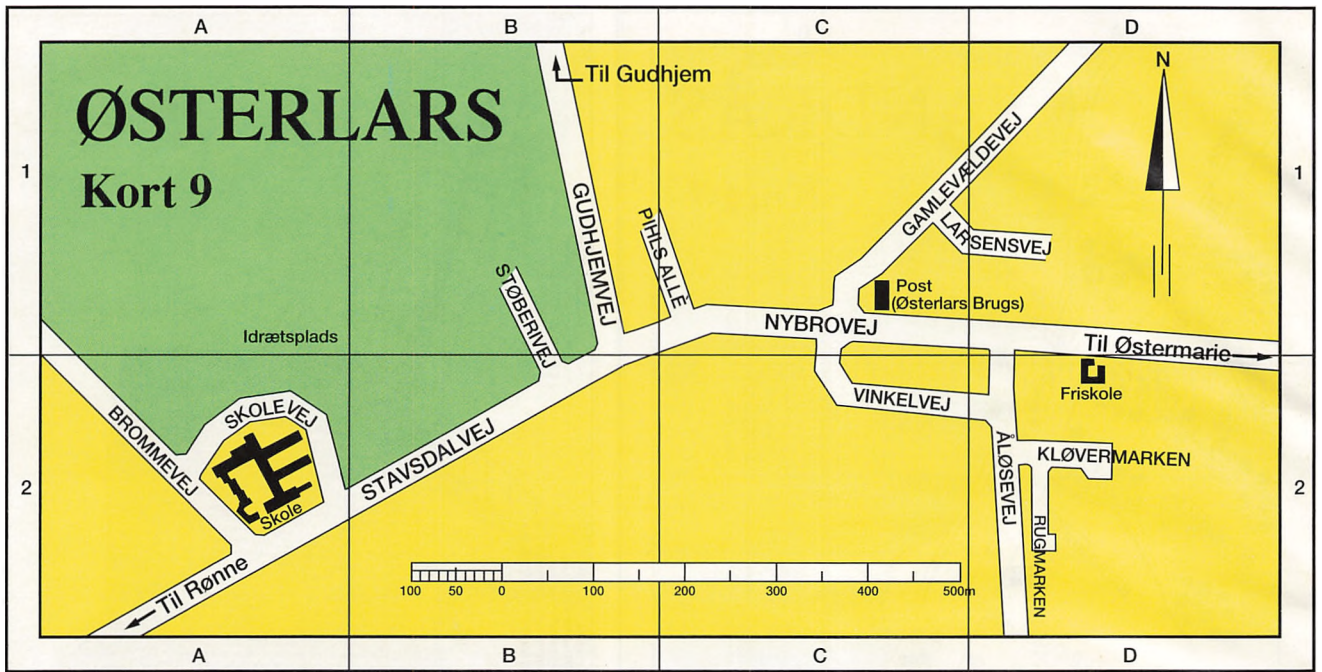 A B C D
ØSTERLARS
Kort 9
Til Gudhjem
N
1 1
GUDHJEMVEJ
PIHLS ALLÉ
GAMLEVÆLDEVEJ
LARSENSVEJ
STØBERIVEJ
Post
(Østerlars Brugs)
Idrætsplads
NYBROVEJ
Til Østermarie
Friskole
BROMMEVEJ
SKOLEVEJ
Skole
STAVSDALVEJ
VINKELVEJ
ÅLØSEVEJ
KLØVERMARKEN
RUGMARKEN
2 2
Til Rønne
100 50 0 100 200 300 400 500m
A B C D